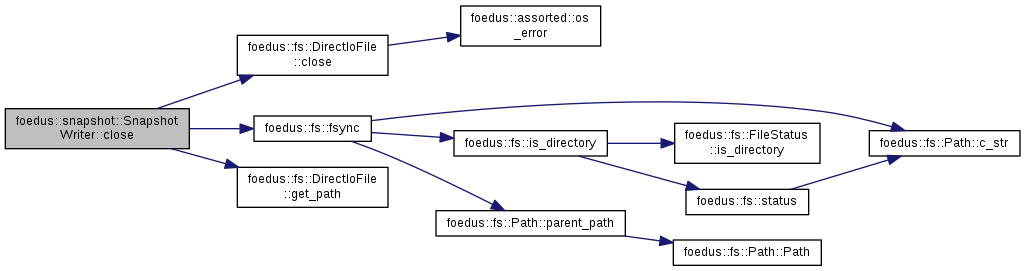 foedus::snapshot::Snapshot
Writer::close
foedus::fs::DirectIoFile
::close
foedus::assorted::os
_error
foedus::fs::fsync
foedus::fs::DirectIoFile
::get_path
foedus::fs::is_directory
foedus::fs::FileStatus
::is_directory
foedus::fs::Path::c_str
foedus::fs::status
foedus::fs::Path::parent_path
foedus::fs::Path::Path